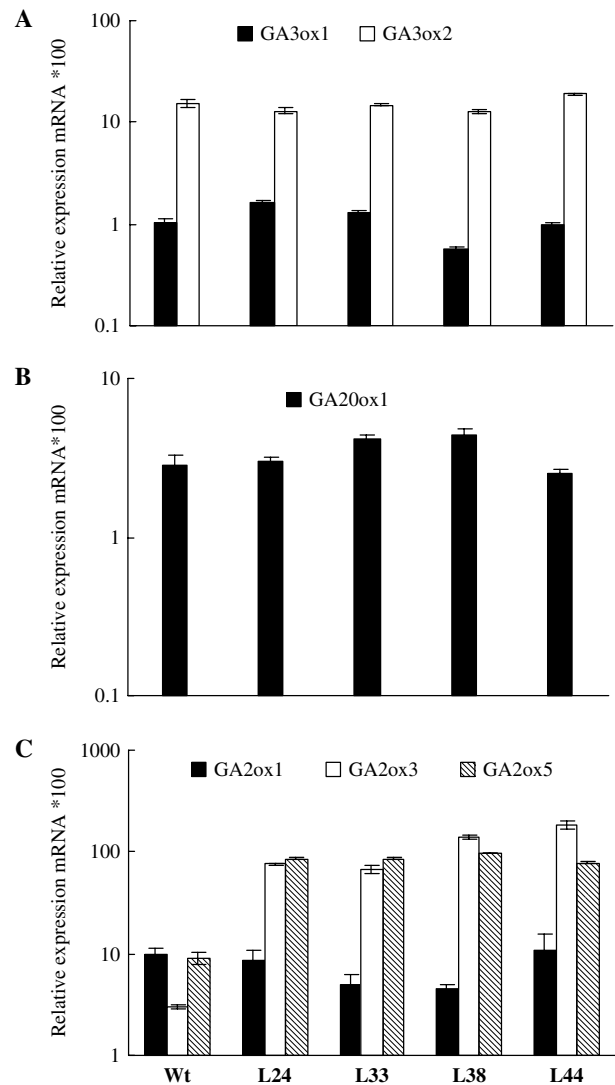 A
GA3ox1 GA3ox2
Relative expression mRNA *100
100
10
1
0.1
B
GA20ox1
Relative expression mRNA*100
10
1
0.1
C
GA2ox1 GA2ox3 GA2ox5
Relative expression mRNA *100
1000
100
10
1
Wt L24 L33 L38 L44